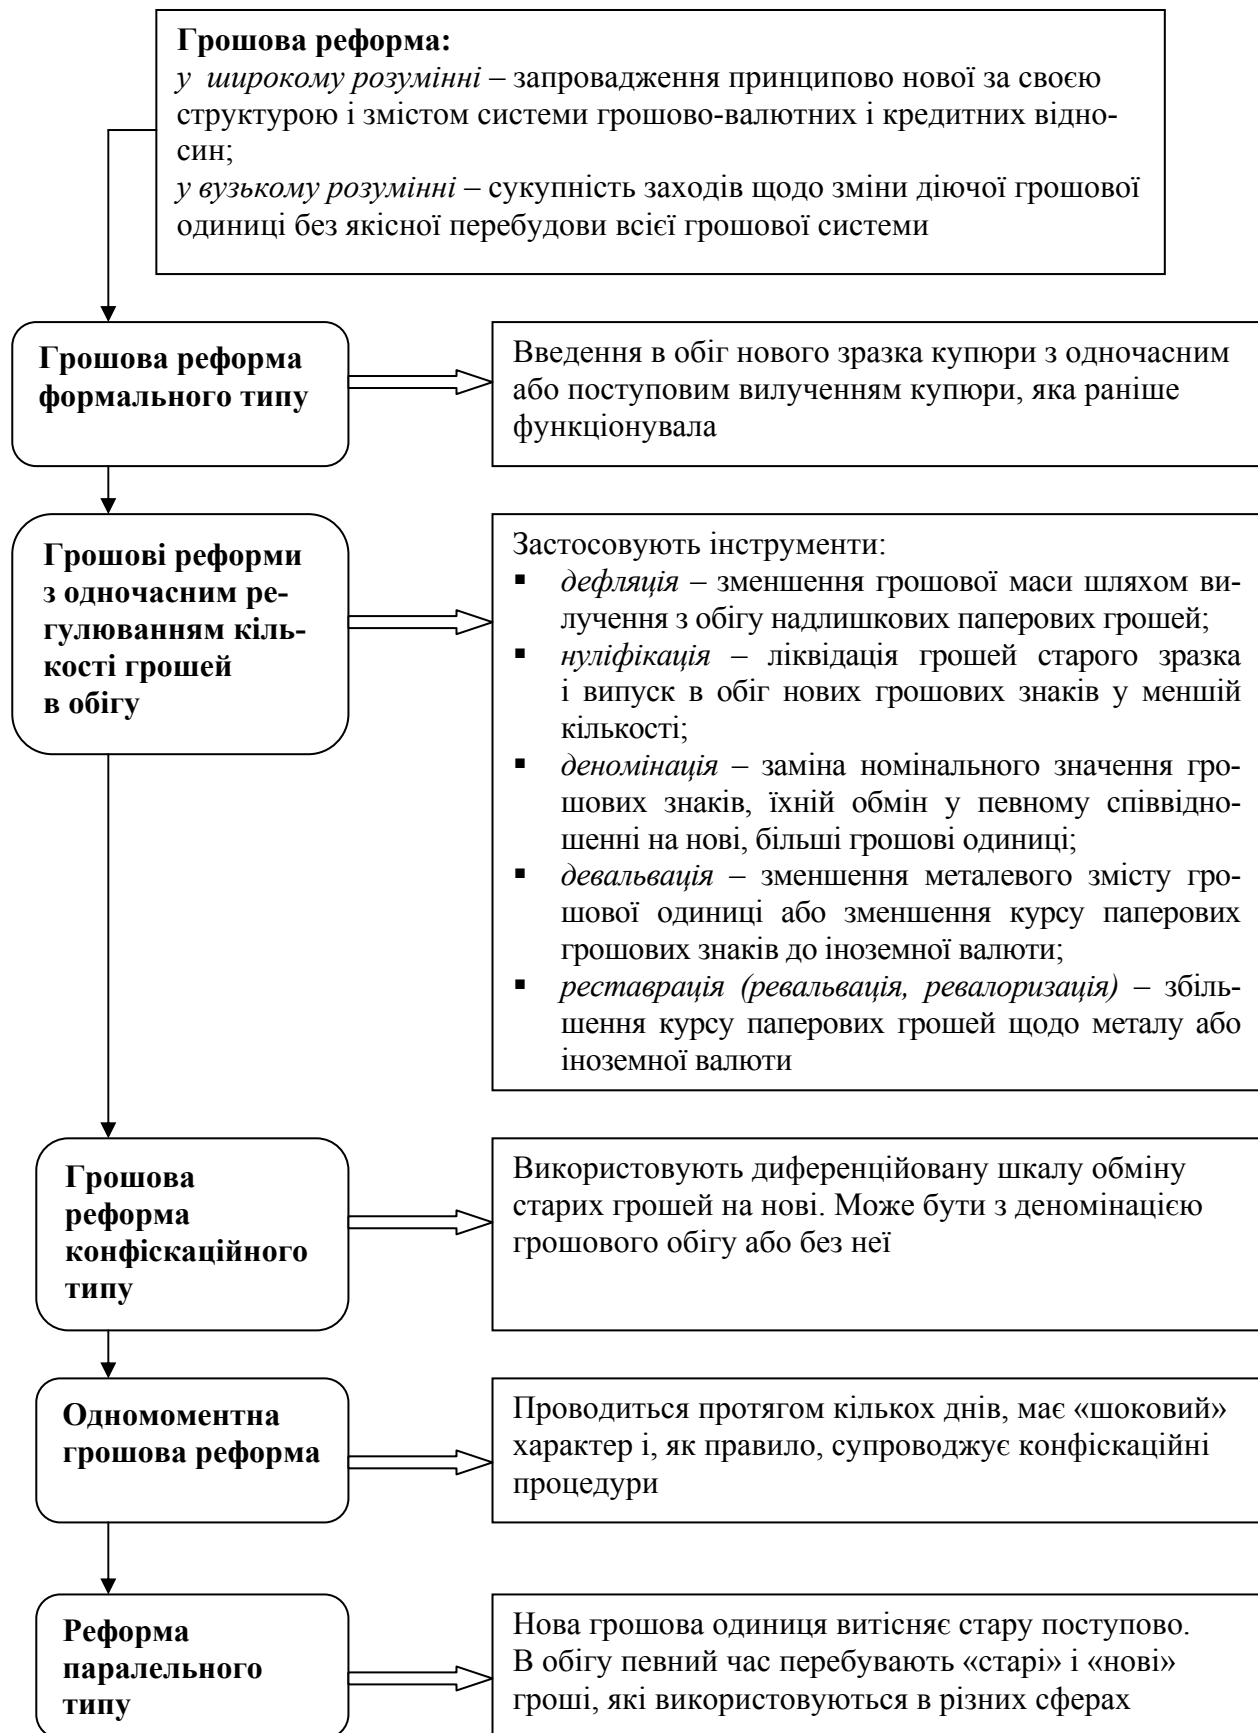 Грошова реформа:
у широкому розумінні – запровадження принципово нової за своєю
структурою і змістом системи грошово-валютних і кредитних відно-
син;
у вузькому розумінні – сукупність заходів щодо зміни діючої грошової
одиниці без якісної перебудови всієї грошової системи
Грошова реформа
формального типу
Введення в обіг нового зразка купюри з одночасним
або поступовим вилученням купюри, яка раніше
функціонувала
Грошові реформи
з одночасним ре-
гулюванням кіль-
кості грошей
в обігу
Застосовують інструменти:
▪ дефляція – зменшення грошової маси шляхом ви-
лучення з обігу надлишкових паперових грошей;
▪ нуліфікація – ліквідація грошей старого зразка
і випуск в обіг нових грошових знаків у меншій
кількості;
▪ деномінація – заміна номінального значення гро-
шових знаків, їхній обмін у певному співвідно-
шенні на нові, більші грошові одиниці;
▪ девальвація – зменшення металевого змісту гро-
шової одиниці або зменшення курсу паперових
грошових знаків до іноземної валюти;
▪ реставрація (ревальвація, ревалоризація) – збіль-
шення курсу паперових грошей щодо металу або
іноземної валюти
Грошова
реформа
конфіскаційного
типу
Використовують диференційовану шкалу обміну
старих грошей на нові. Може бути з деномінацією
грошового обігу або без неї
Одномоментна
грошова реформа
Проводиться протягом кількох днів, має «шоковий»
характер і, як правило, супроводжує конфіскаційні
процедури
Реформа
паралельного
типу
Нова грошова одиниця витісняє стару поступово.
В обігу певний час перебувають «старі» і «нові»
гроші, які використовуються в різних сферах